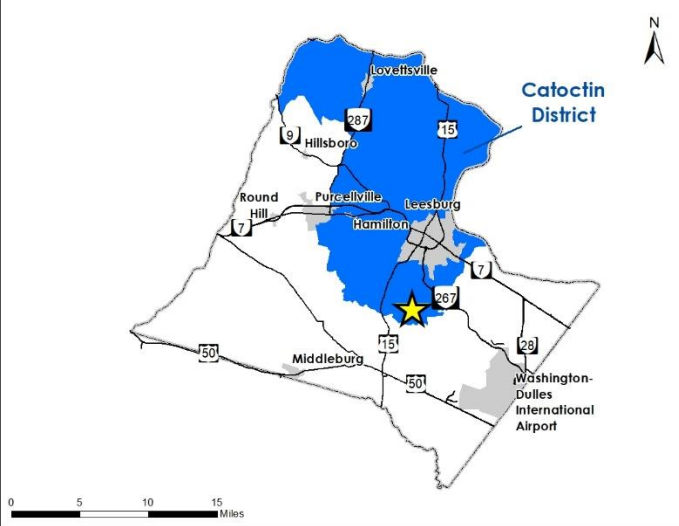 N
Lovettsville
Catoctin
District
287
15
9
Hillsboro
Round
Hill
Purcellville
Leesburg
Hamilton
7
7
267
15
28
50
Middleburg
50
Washington-
Dulles
International
Airport
0
5
10
15
Miles